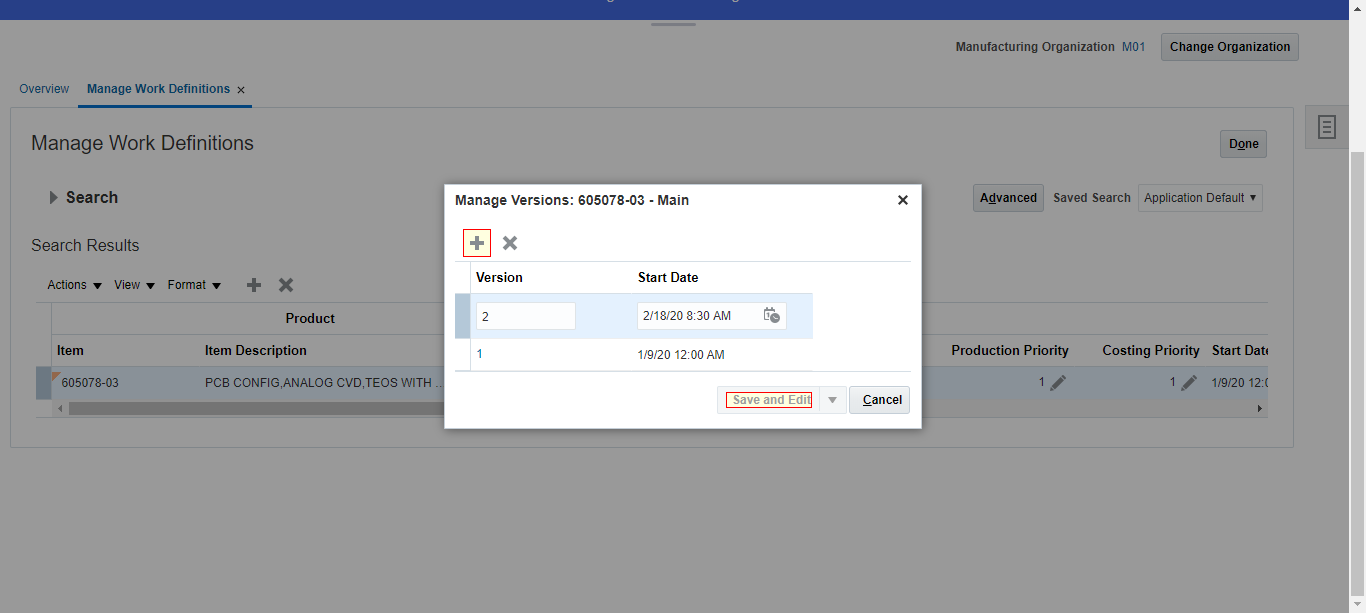 Manufacturing Organization M01 Change Organization
Overview Manage Work Definitions ×
Manage Work Definitions
Done
Search
Advanced Saved Search Application Default
Search Results
Actions View Format
Product
Item Item Description Production Priority Costing Priority Start Date
605078-03 PCB CONFIG,ANALOG CVD,TEOS WITH ... 1 1 1/9/20 12:
Manage Versions: 605078-03 - Main
Version Start Date
2 2/18/20 8:30 AM
1 1/9/20 12:00 AM
Save and Edit Cancel